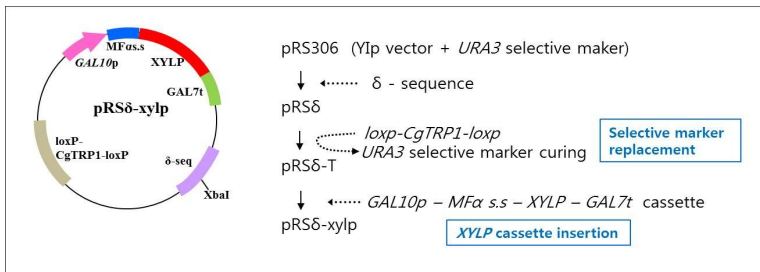 MFαs.s
GAL10p
XYLP
GAL7t
pRSδ-xylp
loxP-
CgTRP1-loxP
δ-seq
XbaI
pRS306 (YIp vector + URA3 selective maker)
δ - sequence
pRSδ
loxp-CgTRP1-loxp
URA3 selective marker curing
pRSδ-T
Selective marker
replacement
GAL10p – MFα s.s – XYLP – GAL7t cassette
pRSδ-xylp
XYLP cassette insertion